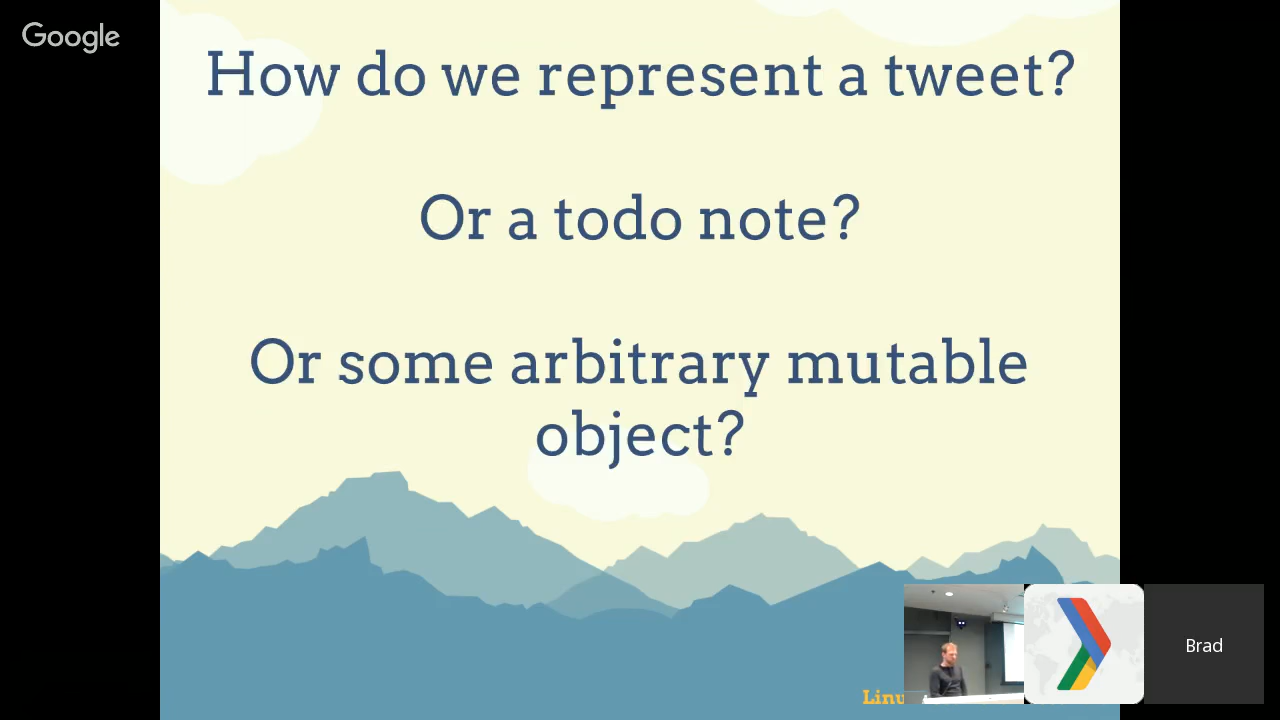 Google
How do we represent a tweet?
Or a todo note?
Or some arbitrary mutable
object?
Brad